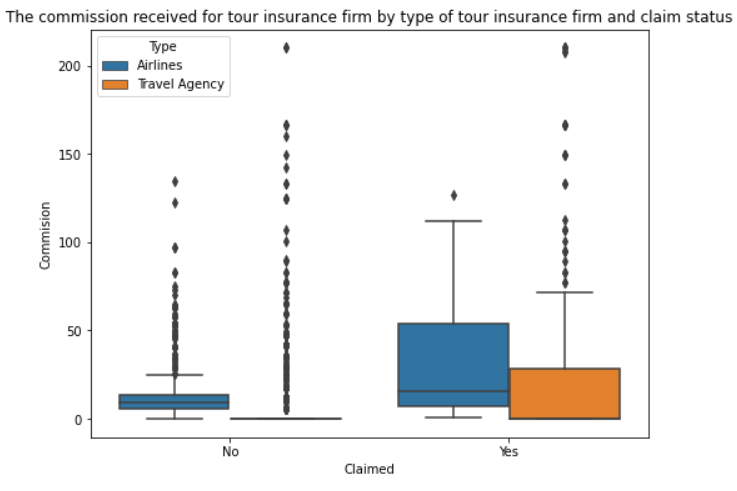 The commission received for tour insurance firm by type of tour insurance firm and claim status
Type
Airlines
Travel Agency
200
150
100
50
0
Commision
No
Yes
Claimed